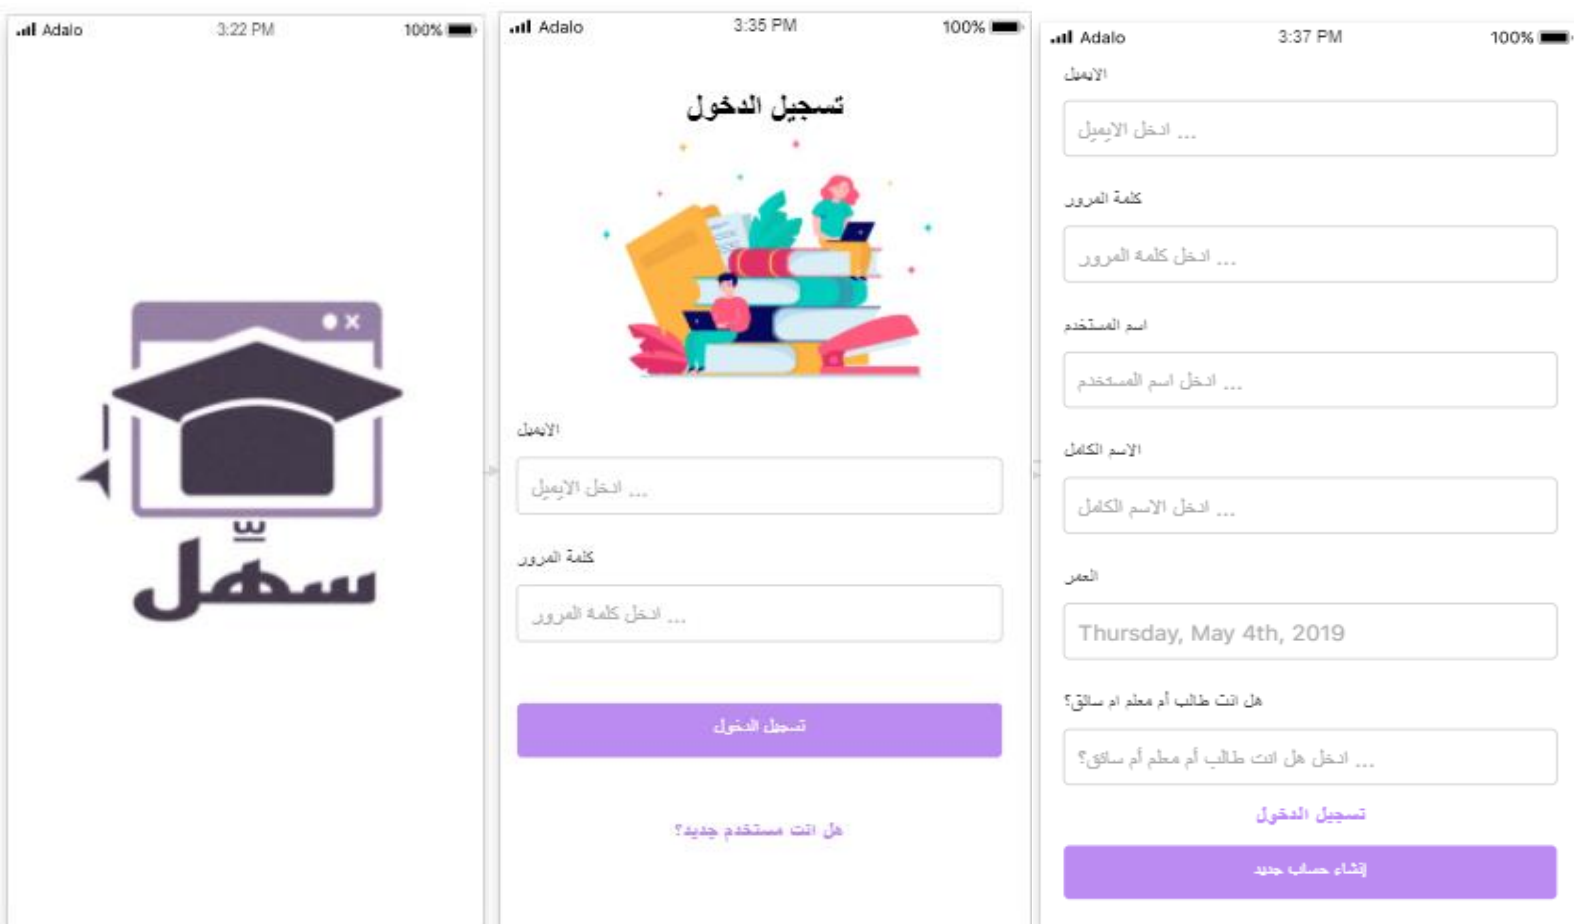 Adalo 3:22 PM 100%
سهّل
Adalo 3:35 PM 100%
تسجيل الدخول
الايميل
ادخل الايميل ...
كلمة المرور
ادخل كلمة المرور ...
تسجيل الدخول
هل انت مستخدم جديد؟
Adalo 3:37 PM 100%
الايميل
ادخل الايميل ...
كلمة المرور
ادخل كلمة المرور ...
اسم المستخدم
ادخل اسم المستخدم ...
الاسم الكامل
ادخل الاسم الكامل ...
العمر
Thursday, May 4th, 2019
هل انت طالب أم معلم ام سائق؟
ادخل هل انت طالب أم معلم أم سائق؟ ...
تسجيل الدخول
إنشاء حساب جديد